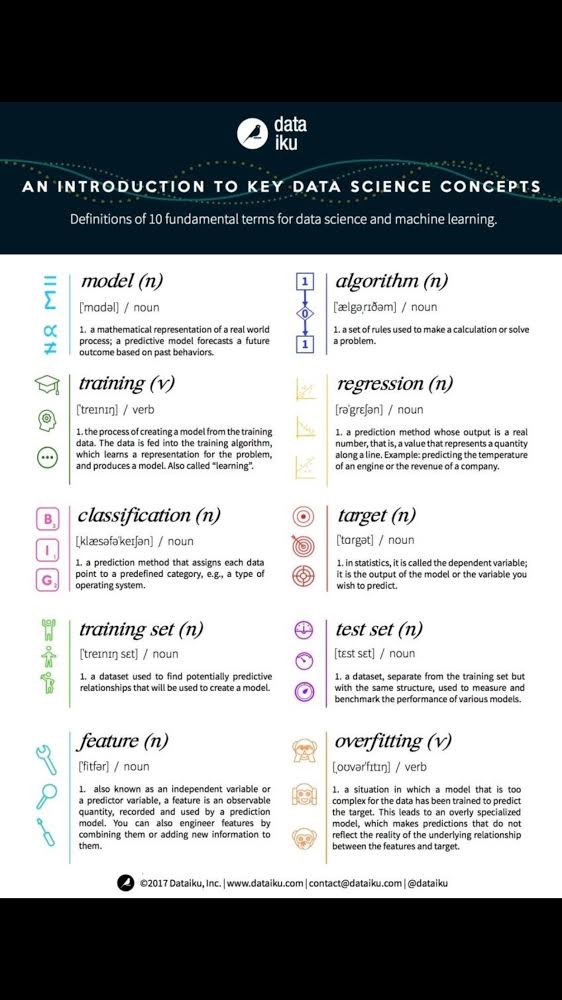 data
iku
AN INTRODUCTION TO KEY DATA SCIENCE CONCEPTS
Definitions of 10 fundamental terms for data science and machine learning.
model (n)
['mɑdəl] / noun
1. a mathematical representation of a real world
process; a predictive model forecasts a future
outcome based on past behaviors.
1
0
1
algorithm (n)
['ælgəˌrɪðəm] / noun
1. a set of rules used to make a calculation or solve
a problem.
training (v)
['treɪnɪŋ] / verb
1. the process of creating a model from the training
data. The data is fed into the training algorithm,
which learns a representation for the problem,
and produces a model. Also called “learning”.
regression (n)
[rə'grɛʃən] / noun
1. a prediction method whose output is a real
number, that is, a value that represents a quantity
along a line. Example: predicting the temperature
of an engine or the revenue of a company.
B
I
G
classification (n)
[ˌklæsəfə'keɪʃən] / noun
1. a prediction method that assigns each data
point to a predefined category, e.g., a type of
operating system.
target (n)
['tɑrgət] / noun
1. in statistics, it is called the dependent variable;
it is the output of the model or the variable you
wish to predict.
training set (n)
['treɪnɪŋ sɛt] / noun
1. a dataset used to find potentially predictive
relationships that will be used to create a model.
test set (n)
[tɛst sɛt] / noun
1. a dataset, separate from the training set but
with the same structure, used to measure and
benchmark the performance of various models.
feature (n)
['fitʃər] / noun
1. also known as an independent variable or
a predictor variable, a feature is an observable
quantity, recorded and used by a prediction
model. You can also engineer features by
combining them or adding new information to
them.
overfitting (v)
[ˌoʊvər'fɪtɪŋ] / verb
1. a situation in which a model that is too
complex for the data has been trained to predict
the target. This leads to an overly specialized
model, which makes predictions that do not
reflect the reality of the underlying relationship
between the features and target.
©2017 Dataiku, Inc. | www.dataiku.com | contact@dataiku.com | @dataiku